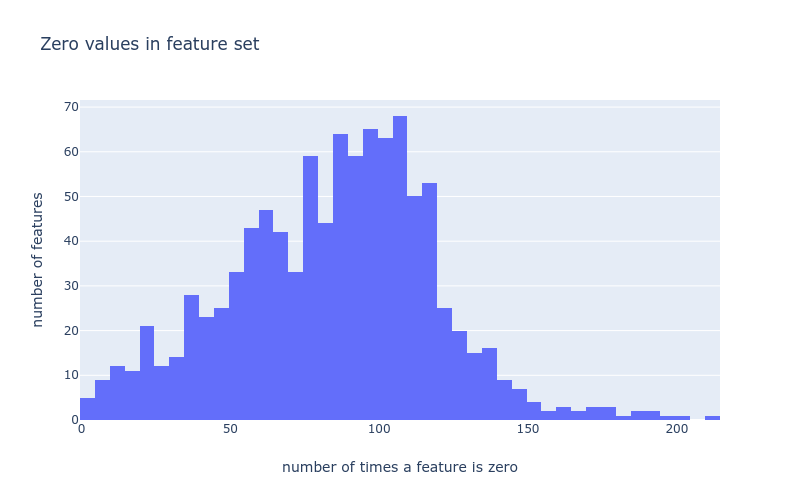 Zero values in feature set
70
60
50
40
30
20
10
0
number of features
0 50 100 150 200
number of times a feature is zero